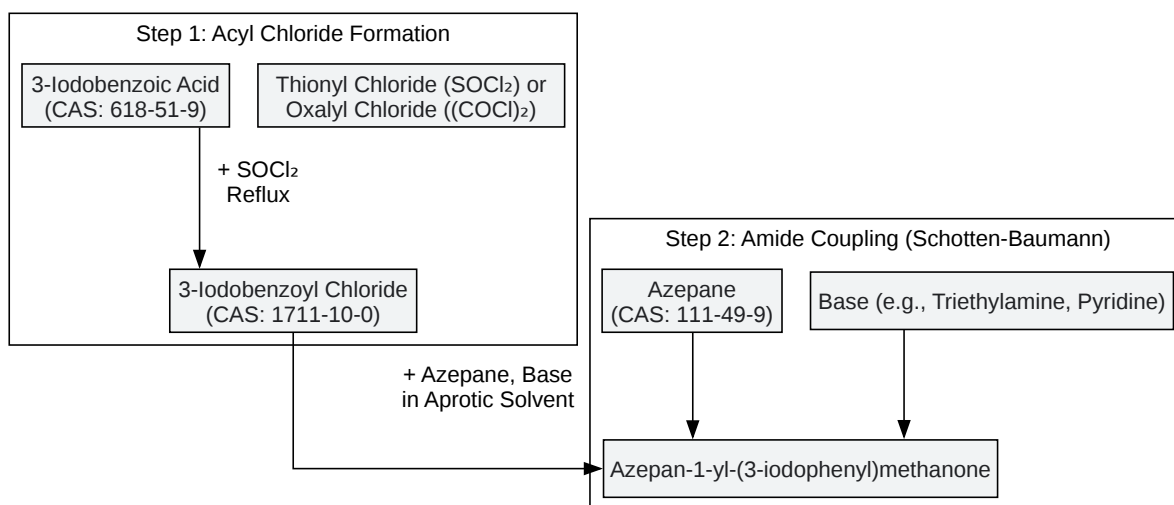 Step 1: Acyl Chloride Formation
3-Iodobenzoic Acid
(CAS: 618-51-9)
Thionyl Chloride (SOCl₂) or
Oxalyl Chloride ((COCl)₂)
+ SOCl₂
Reflux
3-Iodobenzoyl Chloride
(CAS: 1711-10-0)
+ Azepane, Base
in Aprotic Solvent
Step 2: Amide Coupling (Schotten-Baumann)
Azepane
(CAS: 111-49-9)
Base (e.g., Triethylamine, Pyridine)
Azepan-1-yl-(3-iodophenyl)methanone